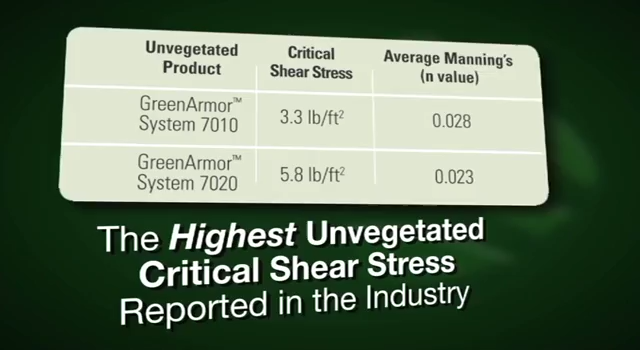 Unvegetated Product
Critical Shear Stress
Average Manning's (n value)
GreenArmor™ System 7010
3.3 lb/ft²
0.028
GreenArmor™ System 7020
5.8 lb/ft²
0.023
The Highest Unvegetated
Critical Shear Stress
Reported in the Industry